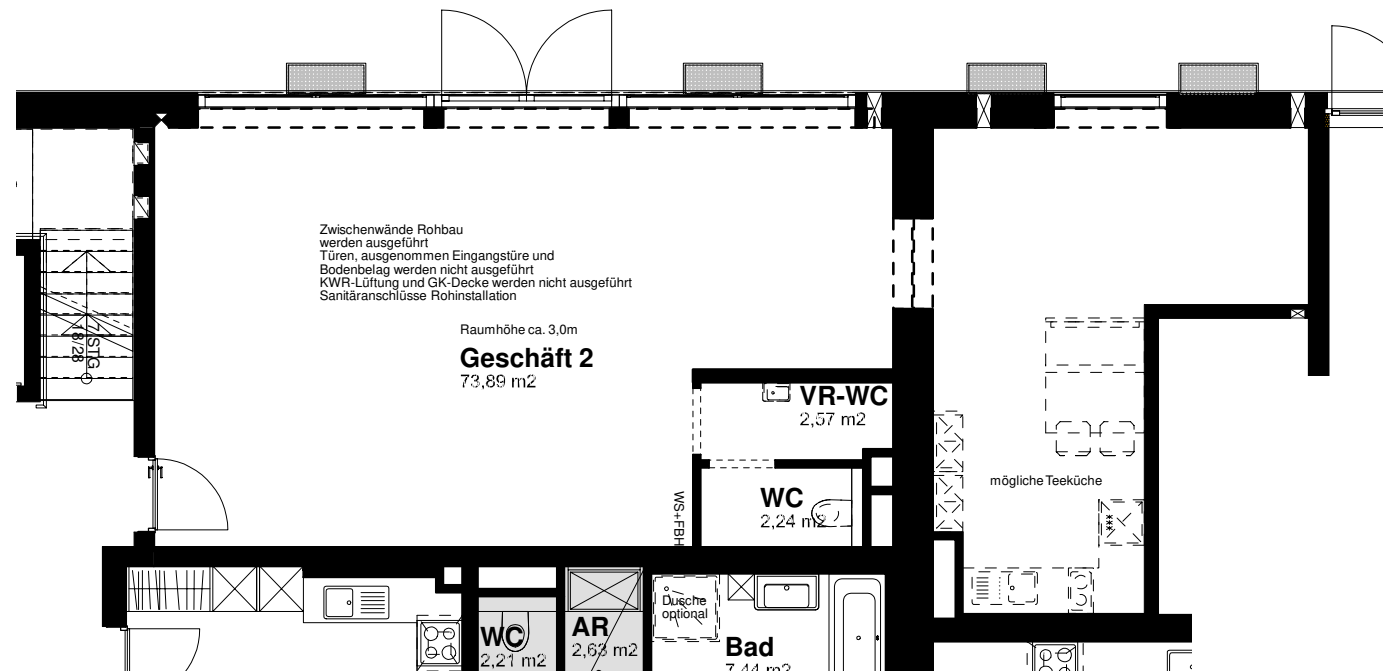 Zwischenwände Rohbau
werden ausgeführt
Türen, ausgenommen Eingangstüre und
Bodenbelag werden nicht ausgeführt
KWR-Lüftung und GK-Decke werden nicht ausgeführt
Sanitäranschlüsse Rohinstallation
Raumhöhe ca. 3,0m
Geschäft 2
73,89 m2
7 STG
18/28
VR-WC
2,57 m2
WC
2,24 m2
WS+FBH
mögliche Teeküche
WC
2,21 m2
AR
2,63 m2
Dusche
optional
Bad
7,44 m2